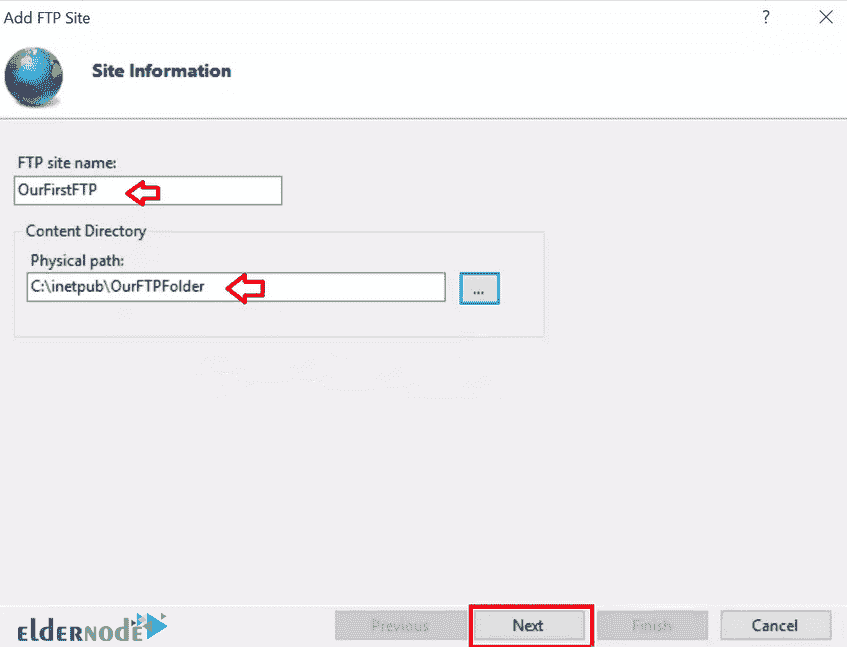 Add FTP Site
?
Site Information
FTP site name:
OurFirstFTP
Content Directory
Physical path:
C:\inetpub\OurFTPFolder
...
eldernode
Previous
Next
Finish
Cancel